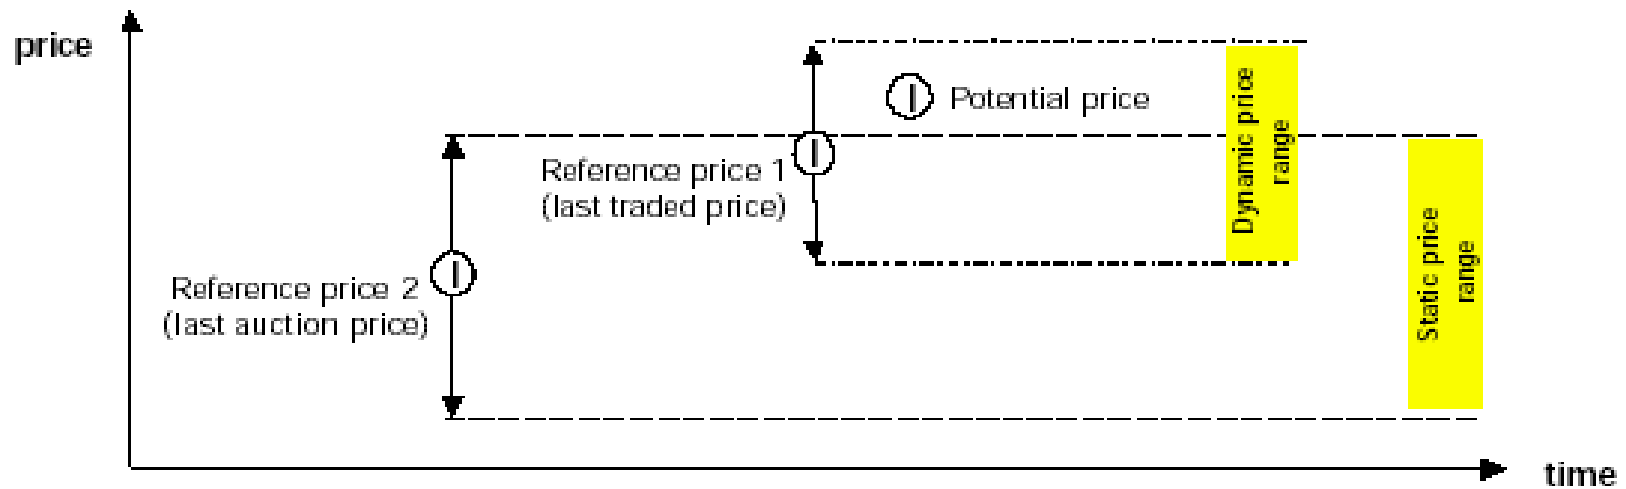 price
Potential price
Reference price 1
(last traded price)
Reference price 2
(last auction price)
Dynamic price
range
Static price
range
time